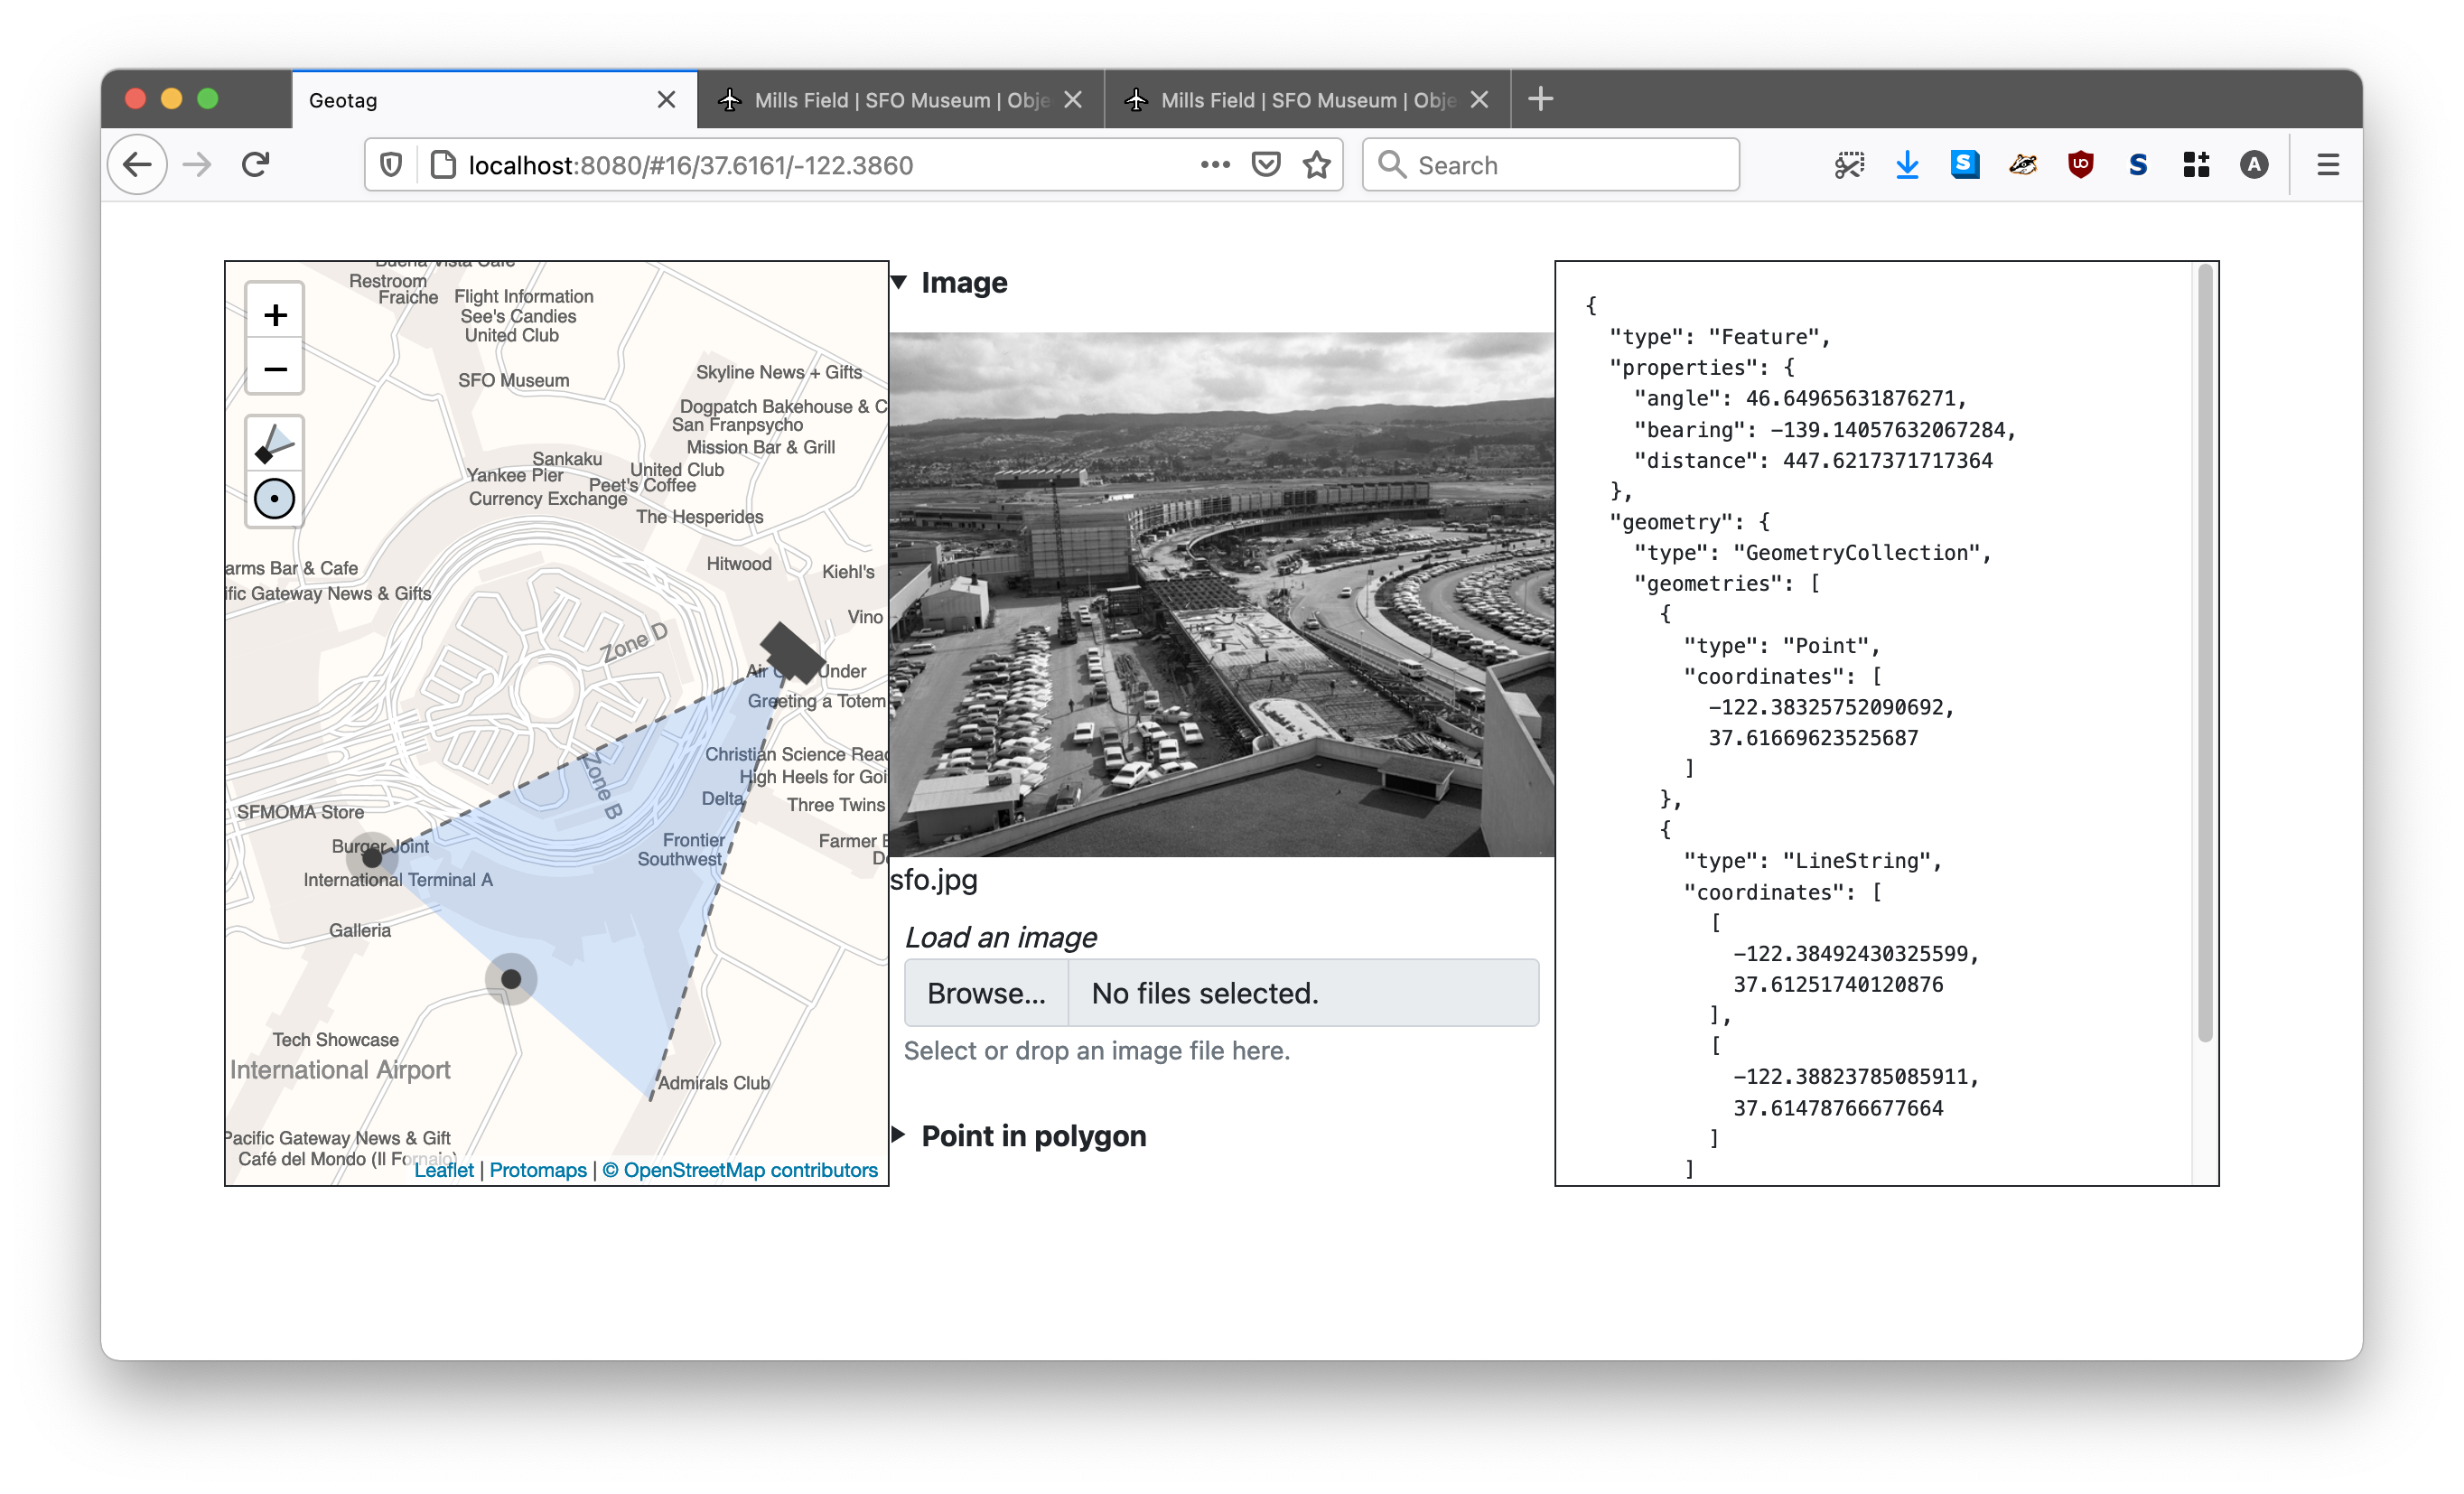 Geotag
Mills Field | SFO Museum | Obje
Mills Field | SFO Museum | Obje
localhost:8080/#16/37.6161/-122.3860
Search
A
Buena Vista Cafe
Restroom
Fraiche
Flight Information
See's Candies
United Club
+
−
SFO Museum
Skyline News + Gifts
Dogpatch Bakehouse & C
San Franpsycho
Mission Bar & Grill
Sankaku
United Club
Yankee Pier
Peet's Coffee
Currency Exchange
The Hesperides
Hitwood
Kiehl's
arms Bar & Cafe
ific Gateway News & Gifts
Vino
Zone D
Air
Under
Greeting a Totem
Christian Science Read
High Heels for Goi
Zone B
Delta
Three Twins
SFMOMA Store
Frontier
Farmer
Burger Joint
Southwest
International Terminal A
Galleria
Tech Showcase
International Airport
Admirals Club
Pacific Gateway News & Gift
Café del Mondo (Il Fornaio)
Leaflet | Protomaps | © OpenStreetMap contributors
▼ Image
sfo.jpg
Load an image
Browse... No files selected.
Select or drop an image file here.
▶ Point in polygon
{
"type": "Feature",
"properties": {
"angle": 46.64965631876271,
"bearing": -139.14057632067284,
"distance": 447.6217371717364
},
"geometry": {
"type": "GeometryCollection",
"geometries": [
{
"type": "Point",
"coordinates": [
-122.38325752090692,
37.61669623525687
]
},
{
"type": "LineString",
"coordinates": [
[
-122.38492430325599,
37.61251740120876
],
[
-122.38823785085911,
37.61478766677664
]
]